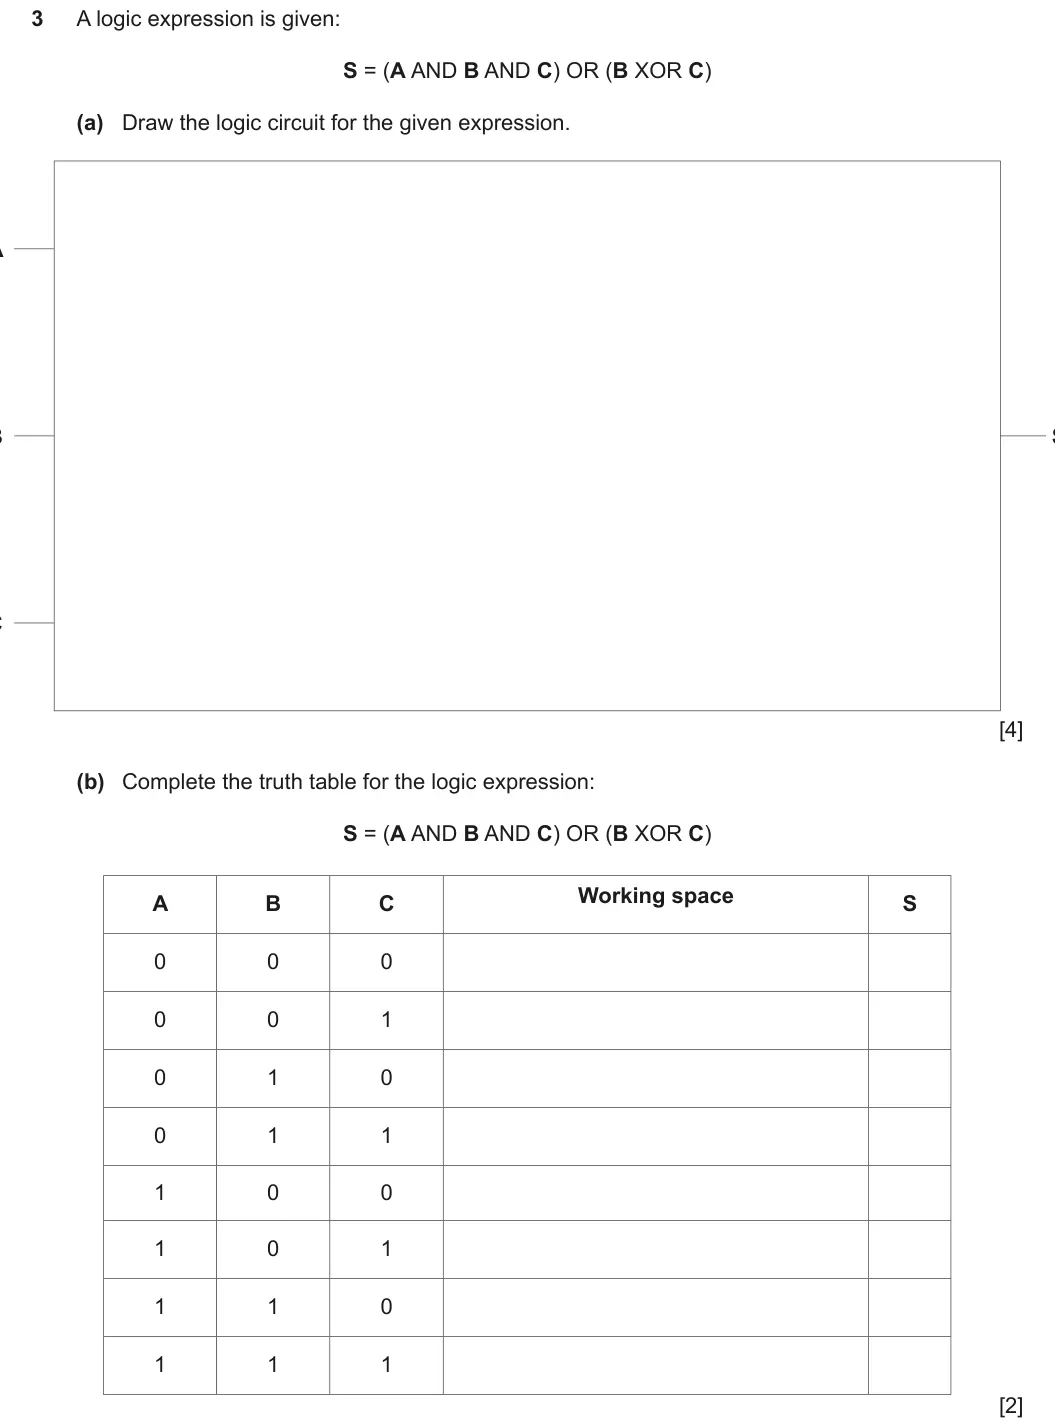 3 A logic expression is given:
S = (A AND B AND C) OR (B XOR C)
(a) Draw the logic circuit for the given expression.
[4]
(b) Complete the truth table for the logic expression:
S = (A AND B AND C) OR (B XOR C)
A B C Working space S
0 0 0
0 0 1
0 1 0
0 1 1
1 0 0
1 0 1
1 1 0
1 1 1
[2]